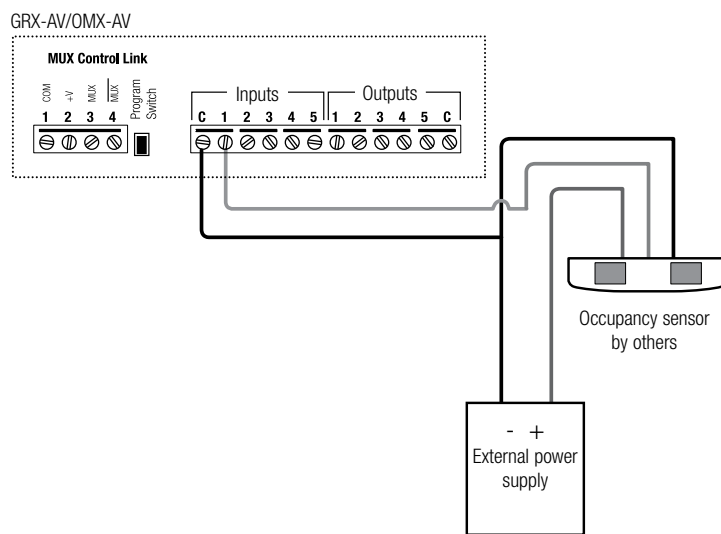 GRX-AV/OMX-AV
MUX Control Link
COM
+V
MUX
MUX
Program
Switch
1 2 3 4
Inputs
Outputs
C 1 2 3 4 5 1 2 3 4 5 C
Occupancy sensor
by others
- +
External power
supply